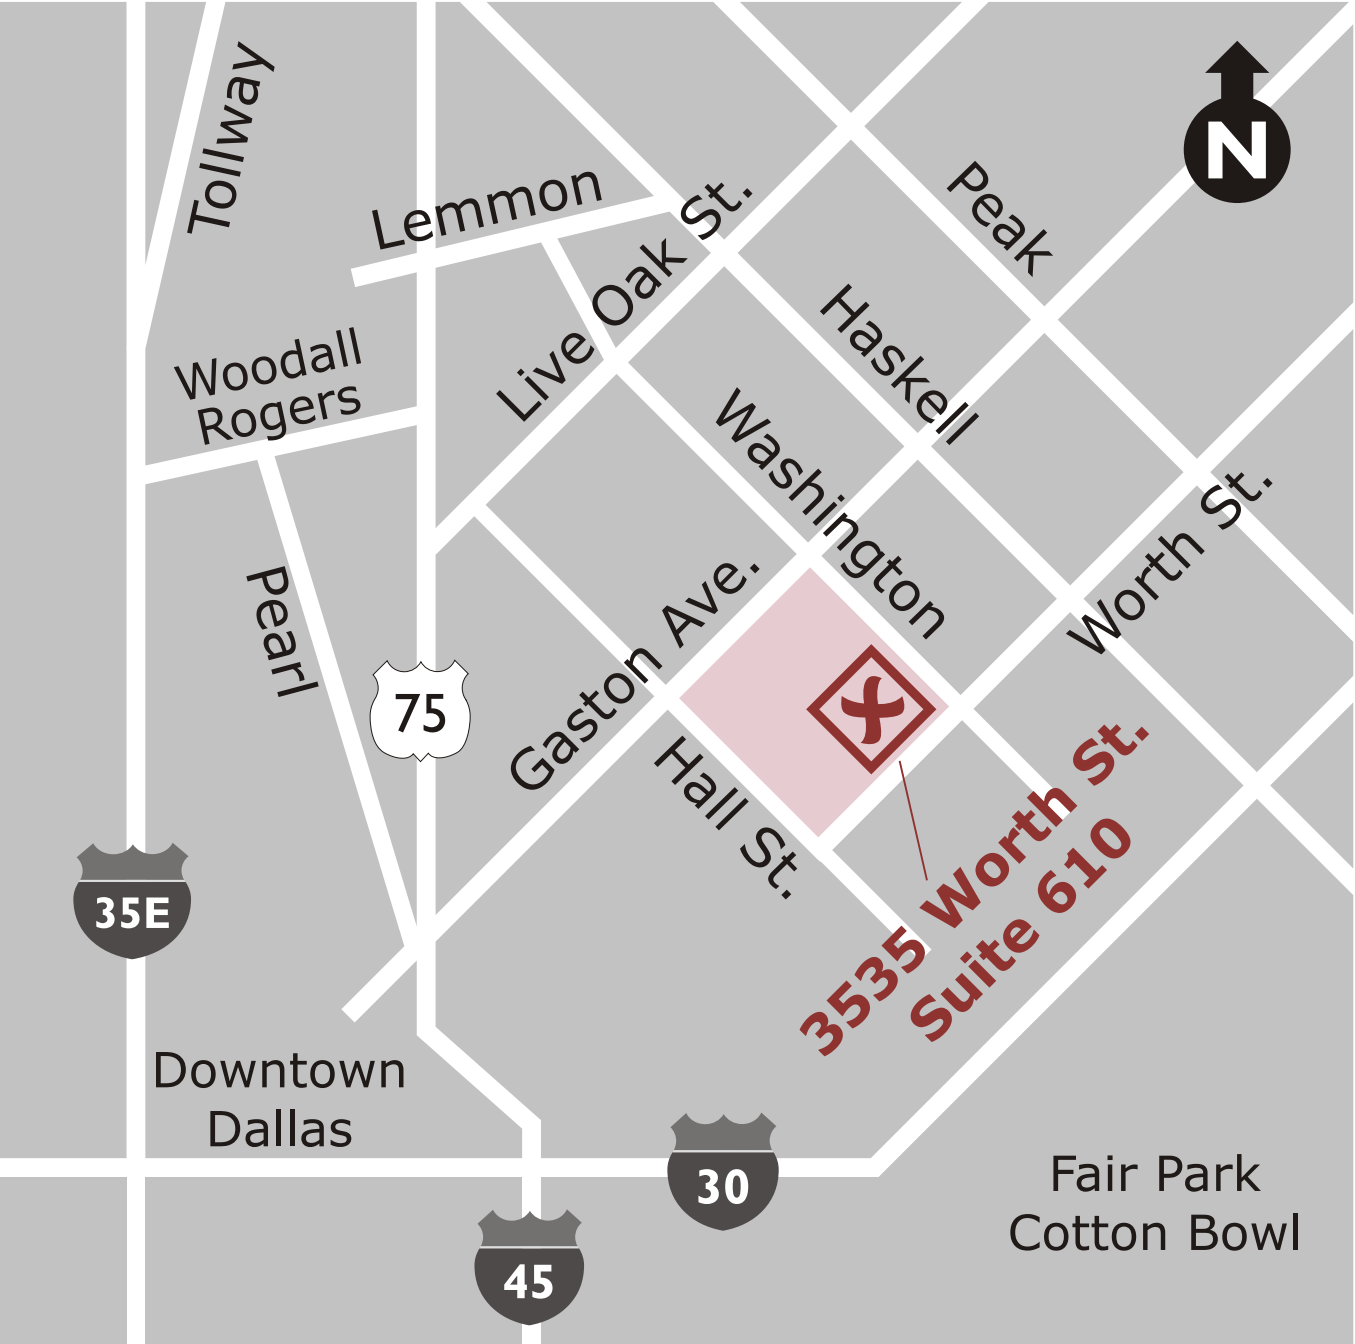 Tollway
N
Lemmon
Live Oak St.
Peak
Haskell
Woodall
Rogers
Washington
Worth St.
Pearl
Gaston Ave.
75
Hall St.
3535 Worth St.
Suite 610
35E
Downtown
Dallas
30
Fair Park
Cotton Bowl
45